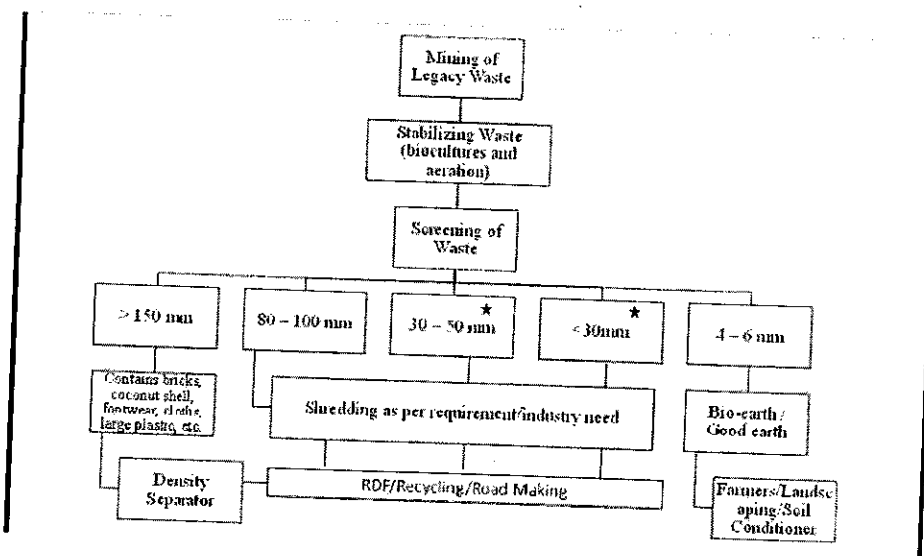 Mining of
Legacy Waste
Stabilizing Waste
(biocultures and
aeration)
Screening of
Waste
> 150 mm
80 – 100 mm
30 – 50 mm ★
<30mm ★
4 – 6 mm
Contains bricks,
coconut shell,
footwear, cloths,
large plastic, etc.
Shredding as per requirement/industry need
Bio-earth /
Good earth
Density
Separator
RDF/Recycling/Road Making
Farmers/Landsc
aping/Soil
Conditioner